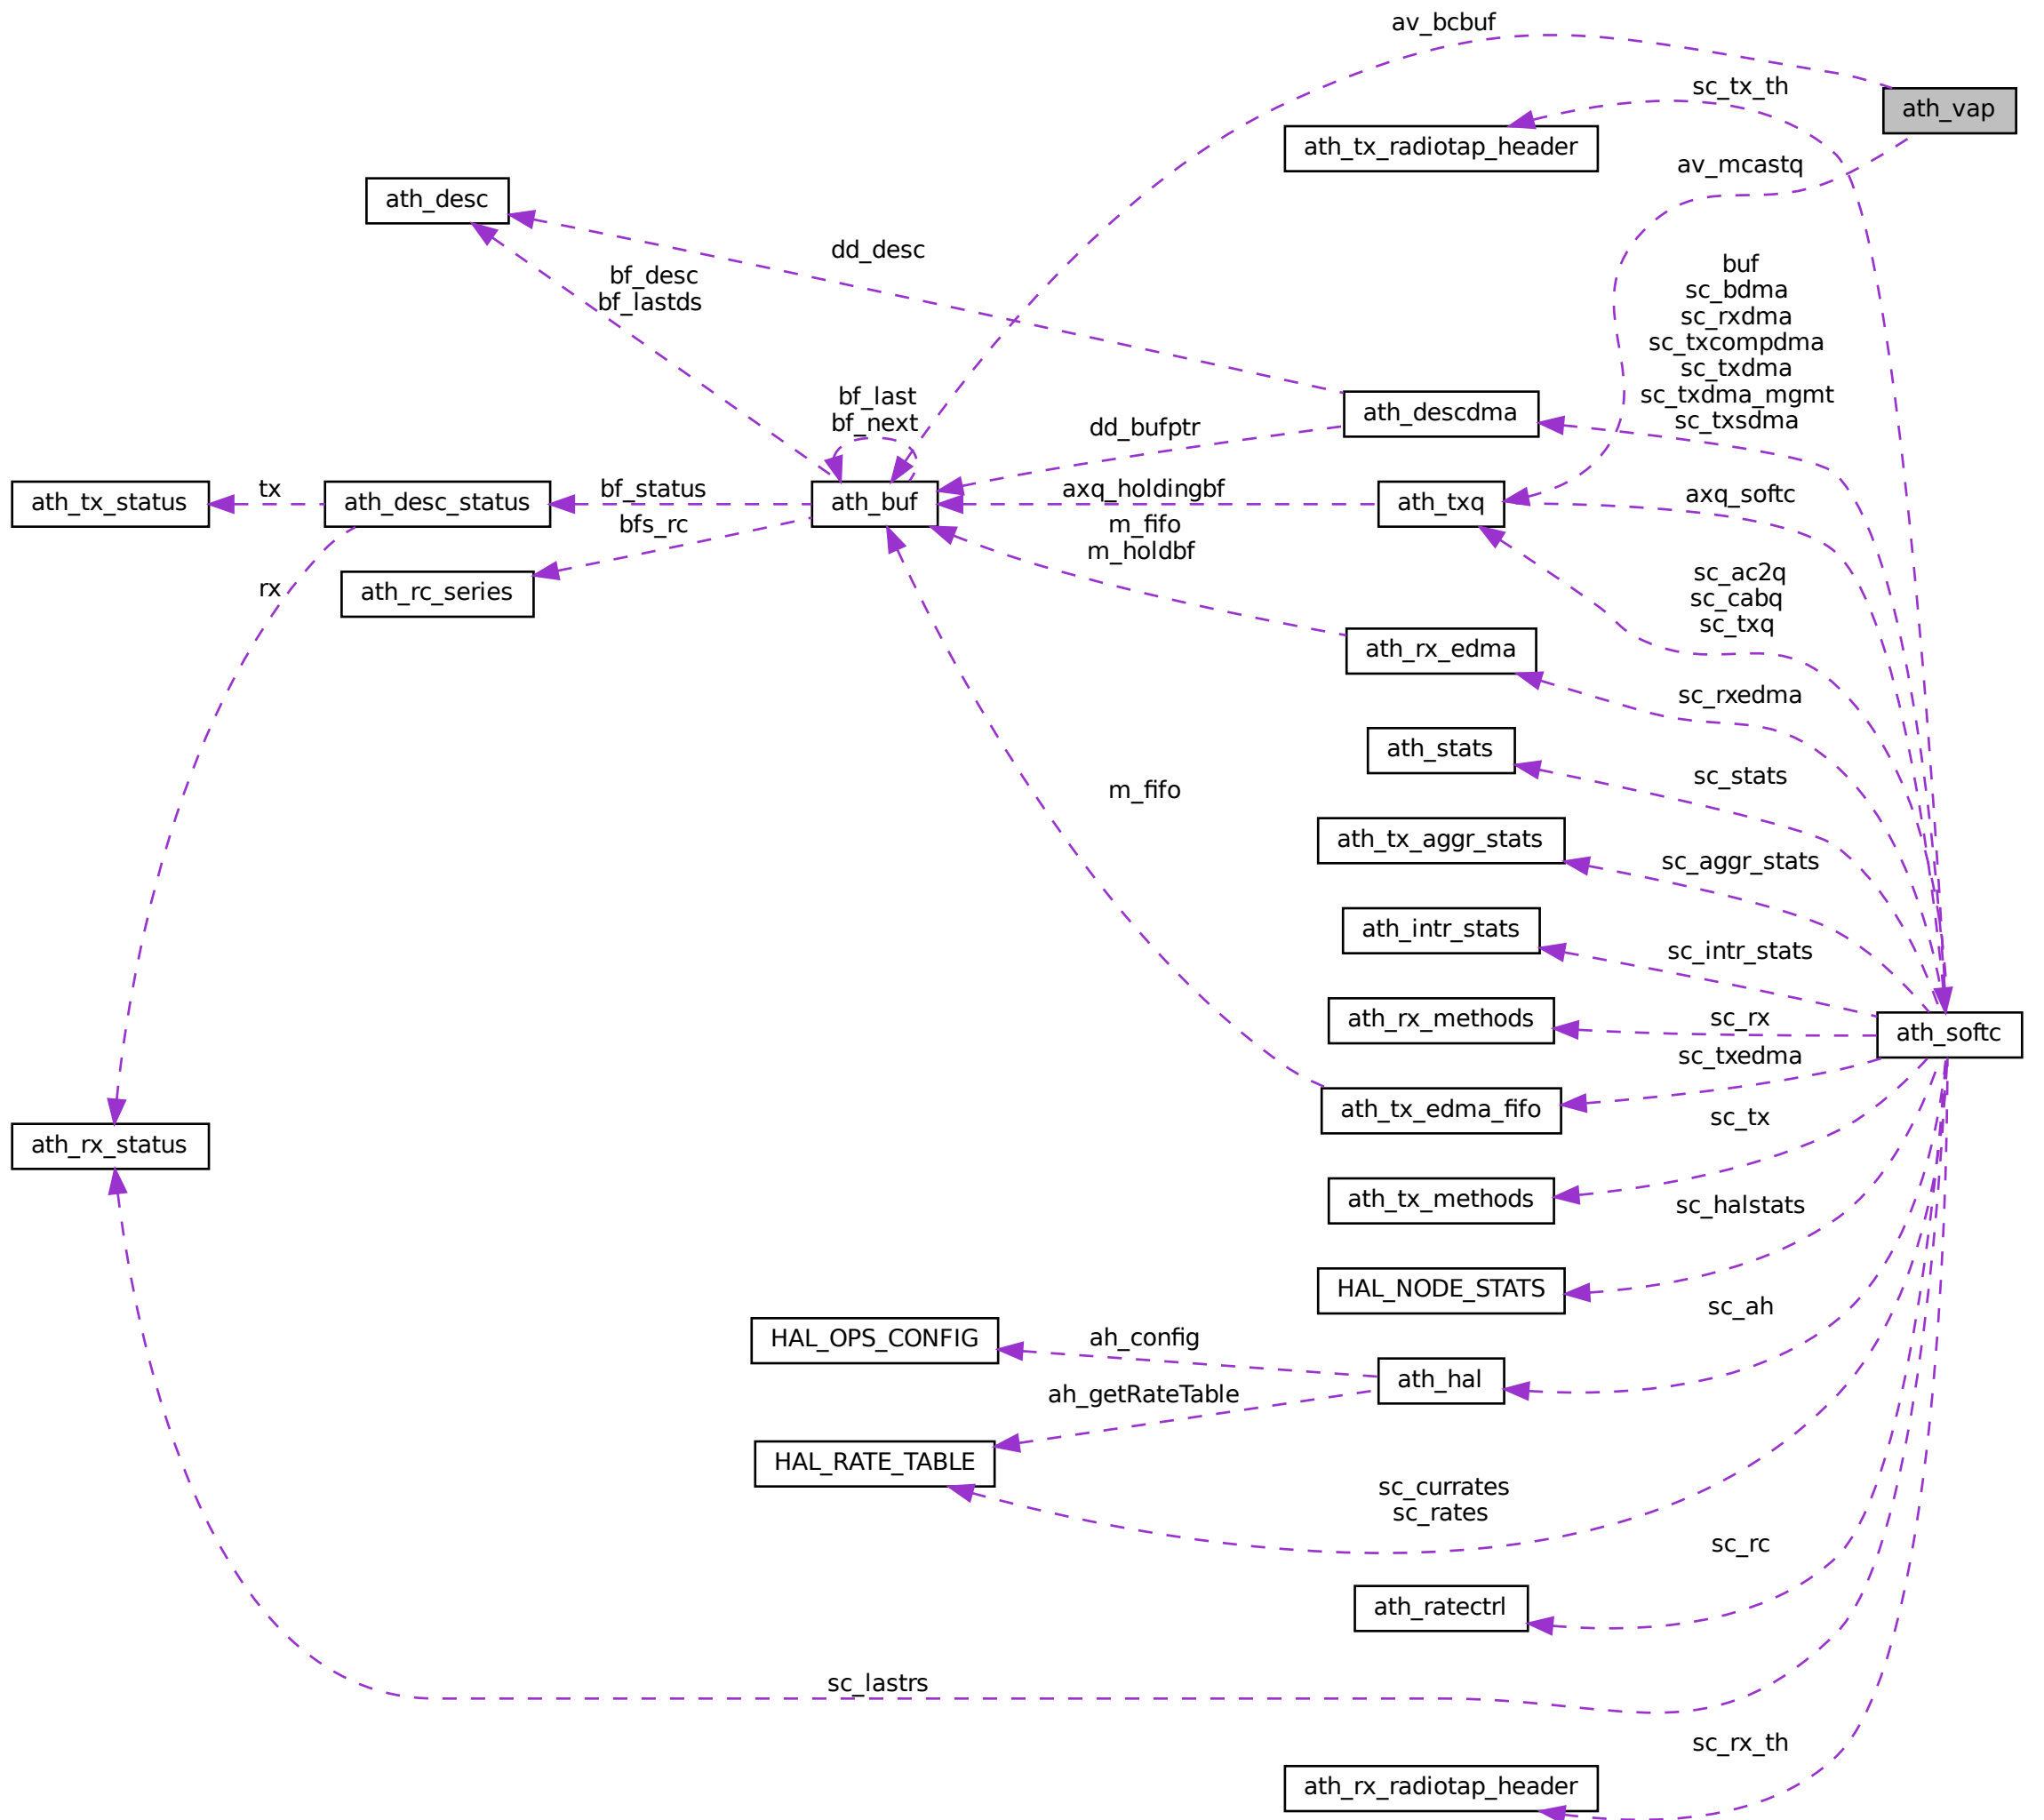 av_bcbuf
sc_tx_th
ath_vap
ath_tx_radiotap_header
av_mcastq
ath_desc
dd_desc
bf_desc
bf_lastds
buf
sc_bdma
sc_rxdma
sc_txcompdma
sc_txdma
sc_txdma_mgmt
sc_txsdma
bf_last
bf_next
dd_bufptr
ath_descdma
ath_tx_status
tx
ath_desc_status
bf_status
ath_buf
axq_holdingbf
ath_txq
axq_softc
bfs_rc
m_fifo
m_holdbf
rx
ath_rc_series
sc_ac2q
sc_cabq
sc_txq
ath_rx_edma
sc_rxedma
ath_stats
sc_stats
m_fifo
ath_tx_aggr_stats
sc_aggr_stats
ath_intr_stats
sc_intr_stats
ath_rx_methods
sc_rx
ath_softc
sc_txedma
ath_tx_edma_fifo
sc_tx
ath_rx_status
ath_tx_methods
sc_halstats
HAL_NODE_STATS
sc_ah
HAL_OPS_CONFIG
ah_config
ath_hal
ah_getRateTable
HAL_RATE_TABLE
sc_currates
sc_rates
sc_rc
ath_ratectrl
sc_lastrs
sc_rx_th
ath_rx_radiotap_header